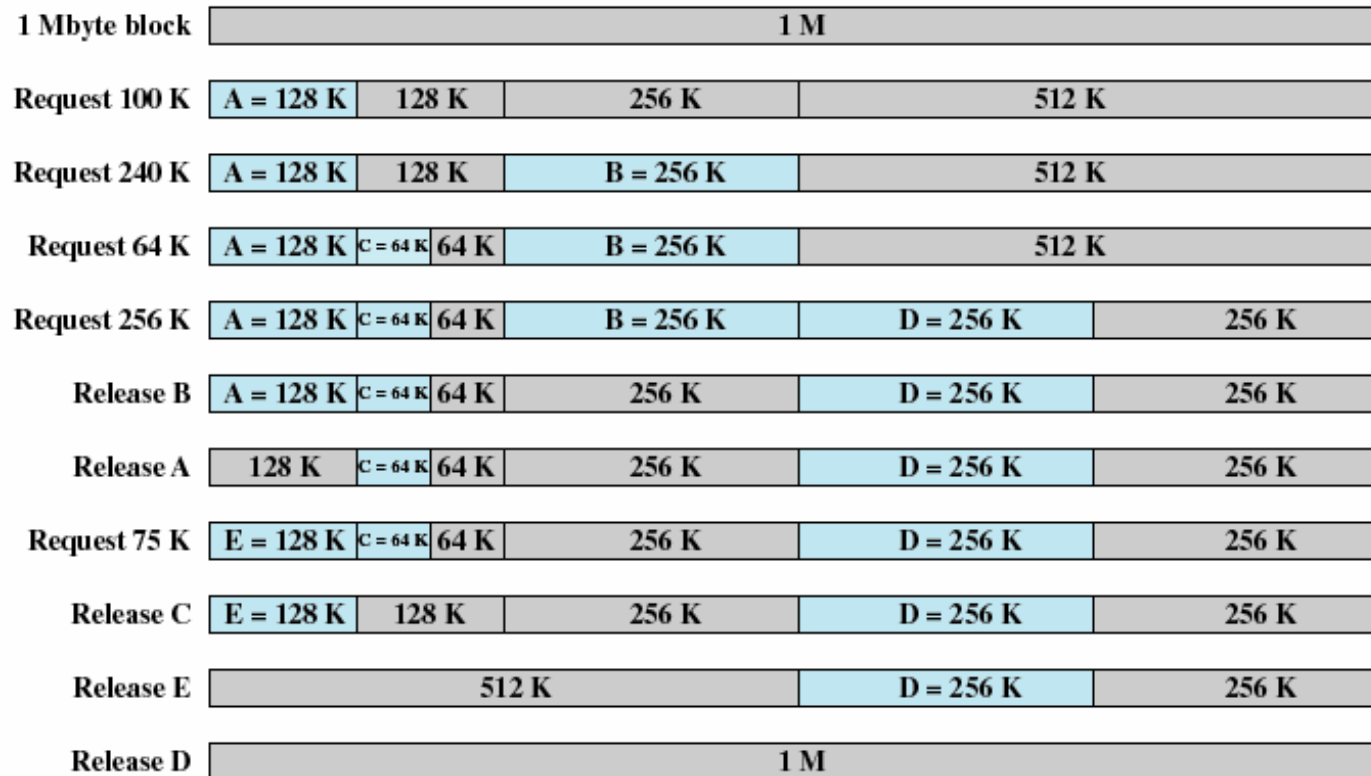 1 Mbyte block 1 M
Request 100 K A = 128 K 128 K 256 K 512 K
Request 240 K A = 128 K 128 K B = 256 K 512 K
Request 64 K A = 128 K C = 64 K 64 K B = 256 K 512 K
Request 256 K A = 128 K C = 64 K 64 K B = 256 K D = 256 K 256 K
Release B A = 128 K C = 64 K 64 K 256 K D = 256 K 256 K
Release A 128 K C = 64 K 64 K 256 K D = 256 K 256 K
Request 75 K E = 128 K C = 64 K 64 K 256 K D = 256 K 256 K
Release C E = 128 K 128 K 256 K D = 256 K 256 K
Release E 512 K D = 256 K 256 K
Release D 1 M